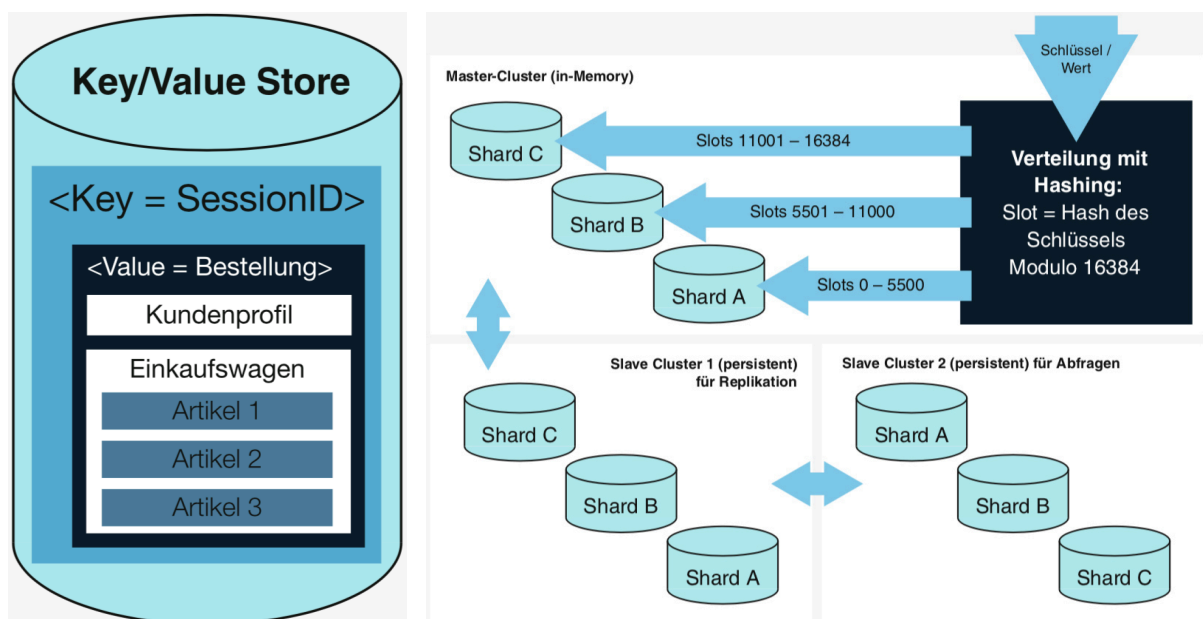 Key/Value Store
<Key = SessionID>
<Value = Bestellung>
Kundenprofil
Einkaufswagen
Artikel 1
Artikel 2
Artikel 3
Schlüssel /
Wert
Master-Cluster (in-Memory)
Shard C
Slots 11001 – 16384
Shard B
Slots 5501 – 11000
Shard A
Slots 0 – 5500
Verteilung mit
Hashing:
Slot = Hash des
Schlüssels
Modulo 16384
Slave Cluster 1 (persistent)
für Replikation
Shard C
Shard B
Shard A
Slave Cluster 2 (persistent) für Abfragen
Shard A
Shard B
Shard C